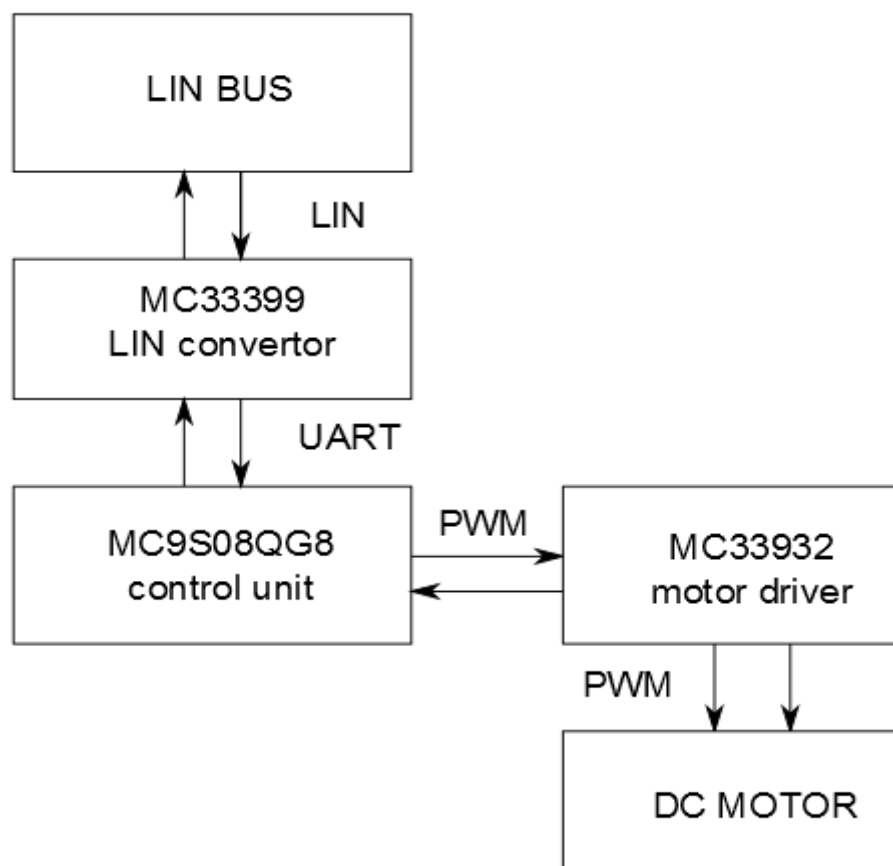 LIN BUS
LIN
MC33399
LIN convertor
UART
MC9S08QG8
control unit
PWM
MC33932
motor driver
PWM
DC MOTOR